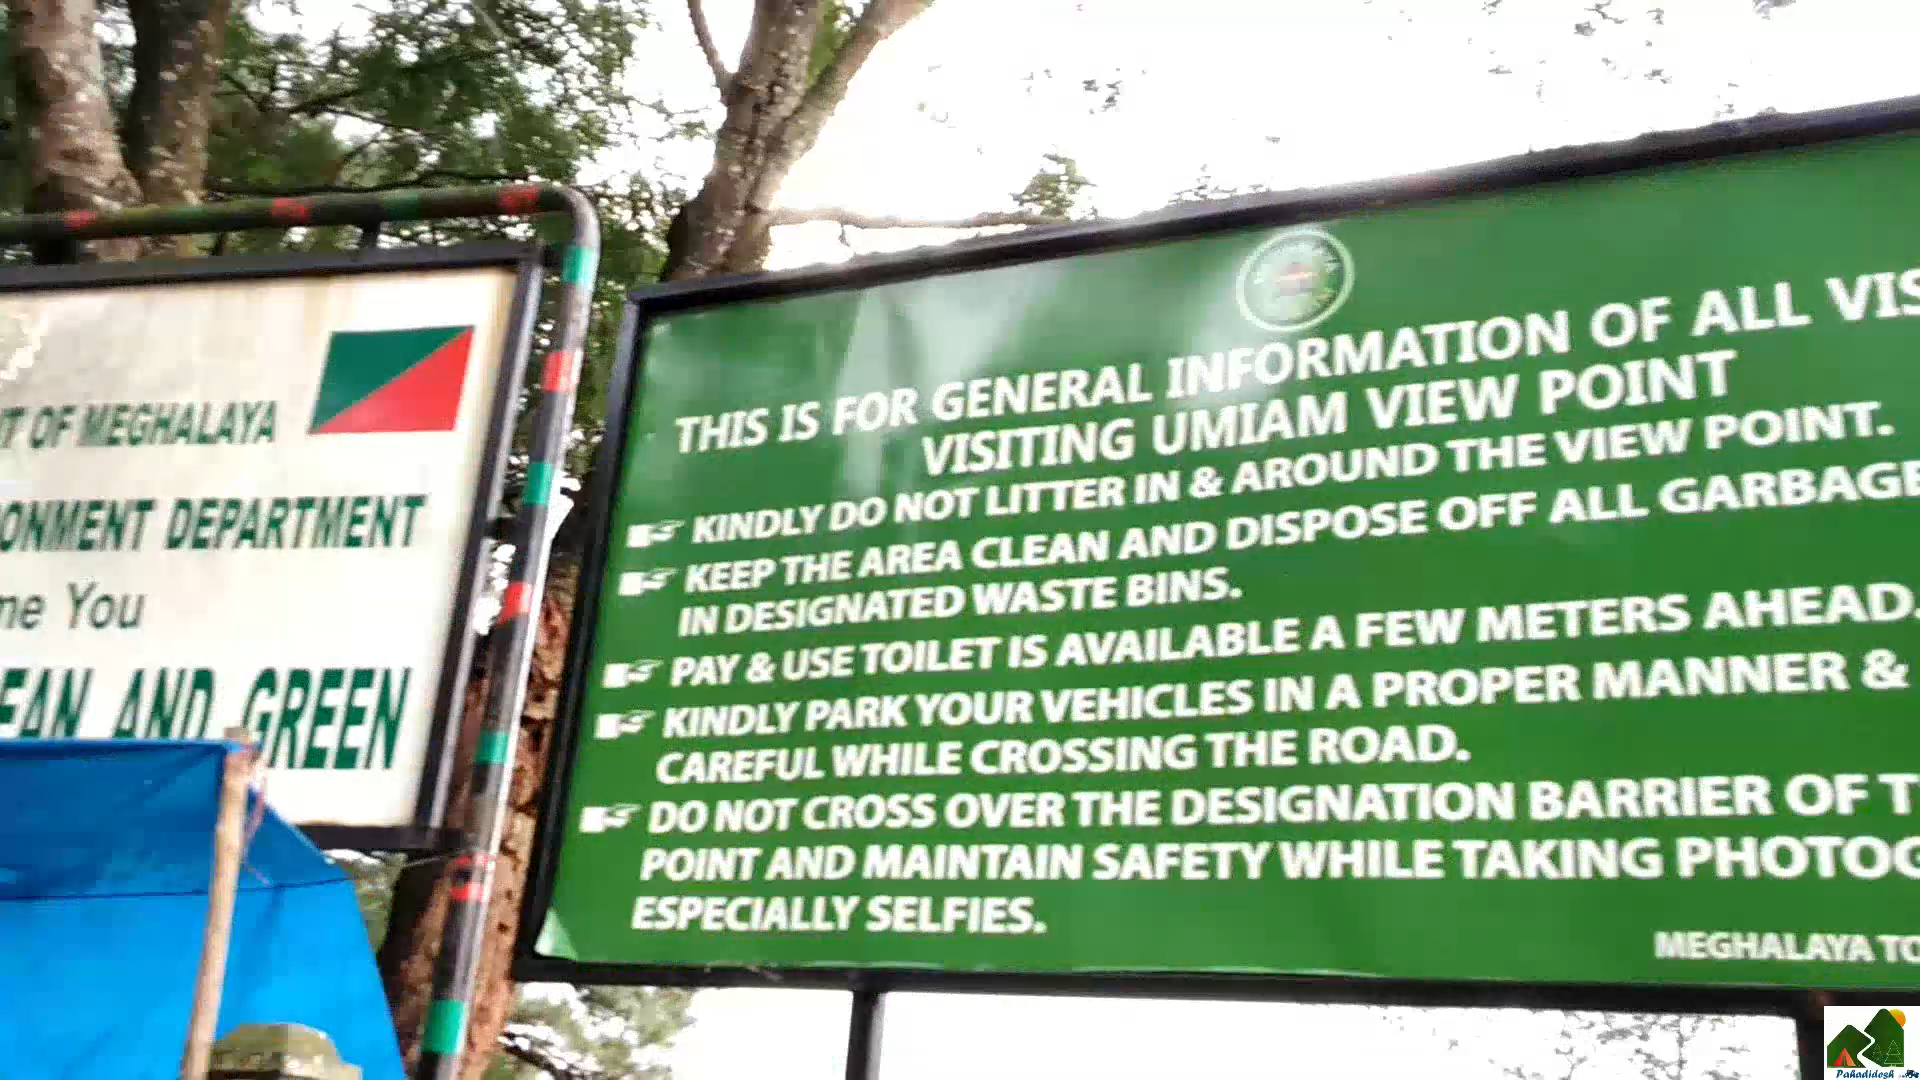 T OF MEGHALAYA
ONMENT DEPARTMENT
me You
EAN AND GREEN
THIS IS FOR GENERAL INFORMATION OF ALL VIS
VISITING UMIAM VIEW POINT
KINDLY DO NOT LITTER IN & AROUND THE VIEW POINT.
KEEP THE AREA CLEAN AND DISPOSE OFF ALL GARBAGE
IN DESIGNATED WASTE BINS.
PAY & USE TOILET IS AVAILABLE A FEW METERS AHEAD.
KINDLY PARK YOUR VEHICLES IN A PROPER MANNER &
CAREFUL WHILE CROSSING THE ROAD.
DO NOT CROSS OVER THE DESIGNATION BARRIER OF T
POINT AND MAINTAIN SAFETY WHILE TAKING PHOTOG
ESPECIALLY SELFIES.
MEGHALAYA TO
Pahadidosh